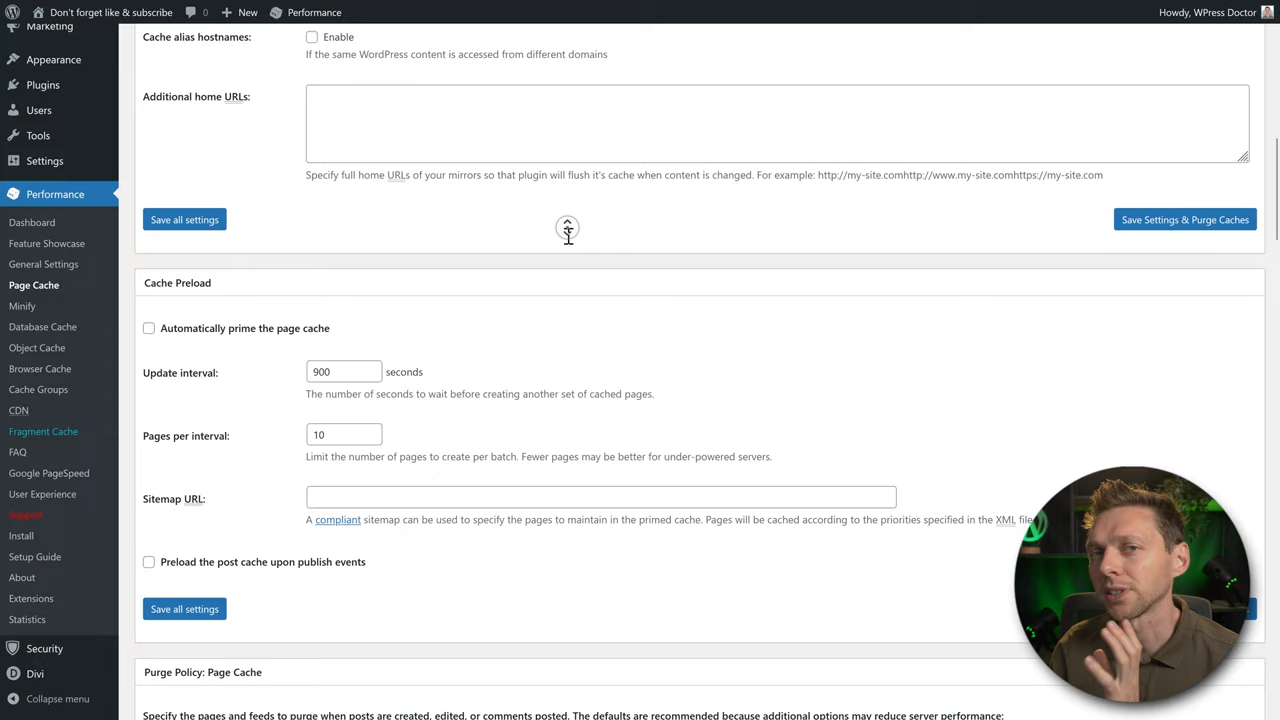 Don't forget like & subscribe 0 New Performance Howdy, WPress Doctor
Marketing
Appearance
Plugins
Users
Tools
Settings
Performance
Dashboard
Feature Showcase
General Settings
Page Cache
Minify
Database Cache
Object Cache
Browser Cache
Cache Groups
CDN
Fragment Cache
FAQ
Google PageSpeed
User Experience
Support
Install
Setup Guide
About
Extensions
Statistics
Security
Divi
Collapse menu
Cache alias hostnames: Enable
If the same WordPress content is accessed from different domains
Additional home URLs:
Specify full home URLs of your mirrors so that plugin will flush it's cache when content is changed. For example: http://my-site.comhttp://www.my-site.comhttps://my-site.com
Save all settings Save Settings & Purge Caches
Cache Preload
Automatically prime the page cache
Update interval: 900 seconds
The number of seconds to wait before creating another set of cached pages.
Pages per interval: 10
Limit the number of pages to create per batch. Fewer pages may be better for under-powered servers.
Sitemap URL:
A compliant sitemap can be used to specify the pages to maintain in the primed cache. Pages will be cached according to the priorities specified in the XML file
Preload the post cache upon publish events
Save all settings
Purge Policy: Page Cache
Specify the pages and feeds to purge when posts are created, edited, or comments posted. The defaults are recommended because additional options may reduce server performance: